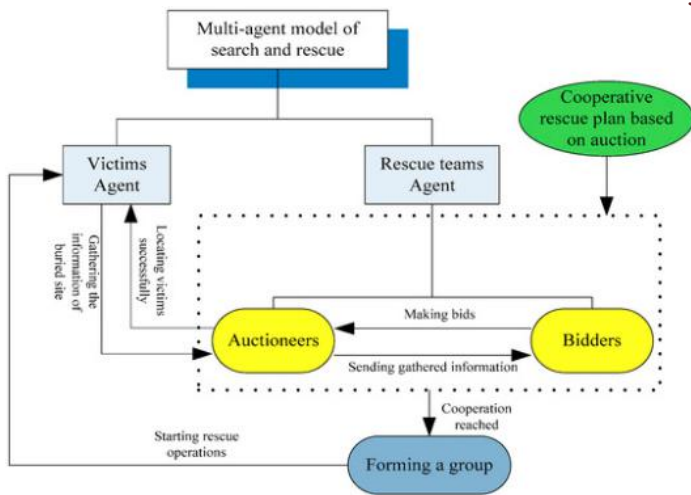 Multi-agent model of
search and rescue
Cooperative
rescue plan based
on auction
Victims
Agent
Rescue teams
Agent
Gathering the
information of
buried site
Locating victims
successfully
Making bids
Auctioneers
Bidders
Sending gathered information
Cooperation
reached
Starting rescue
operations
Forming a group